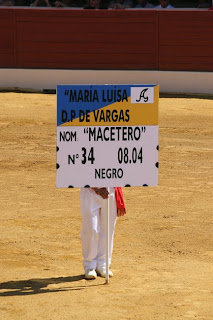 "MARIA LUISA
D.P. DE VARGAS
NOM "MACETERO"
Nº 34 08.04
NEGRO